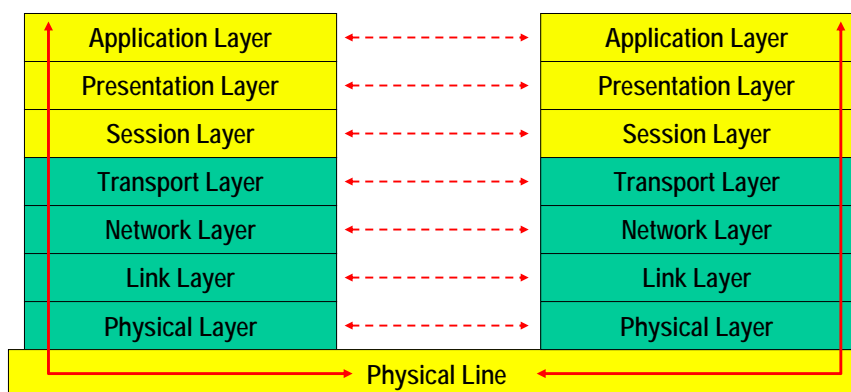 Application Layer
Presentation Layer
Session Layer
Transport Layer
Network Layer
Link Layer
Physical Layer
Application Layer
Presentation Layer
Session Layer
Transport Layer
Network Layer
Link Layer
Physical Layer
Physical Line